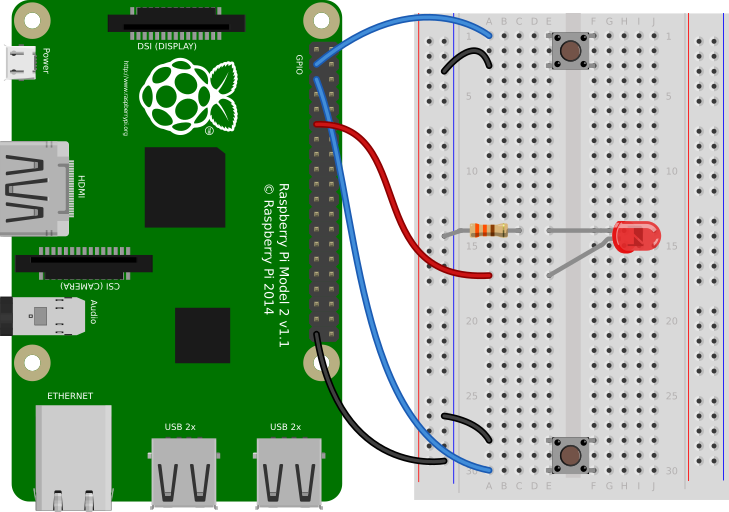 DSI (DISPLAY)
Power
http://www.raspberrypi.org
GPIO
®
HDMI
Raspberry Pi Model 2 v1.1
© Raspberry Pi 2014
CSI (CAMERA)
Audio
ETHERNET
USB 2x
USB 2x
A B C D E F G H I J
1 1
5 5
10 10
15 15
20 20
25 25
30 30
A B C D E F G H I J